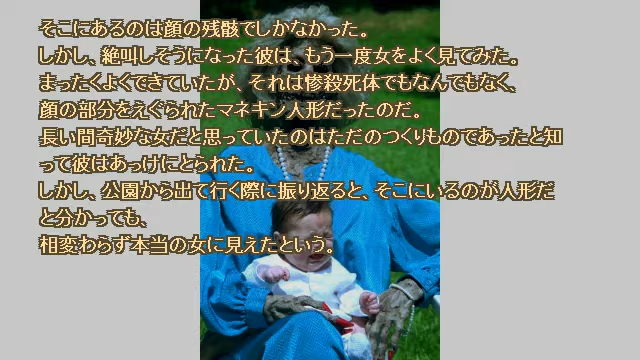 そこにあるのは顔の残骸でしかなかった。
しかし、絶叫しそうになった彼は、もう一度女をよく見てみた。
まったくよくできていたが、それは惨殺死体でもなんでもなく、
顔の部分をえぐられたマネキン人形だったのだ。
長い間奇妙な女だと思っていたのはただのつくりものであったと知
って彼はあっけにとられた。
しかし、公園から出て行く際に振り返ると、そこにいるのが人形だ
と分かっても、
相変わらず本当の女に見えたという。